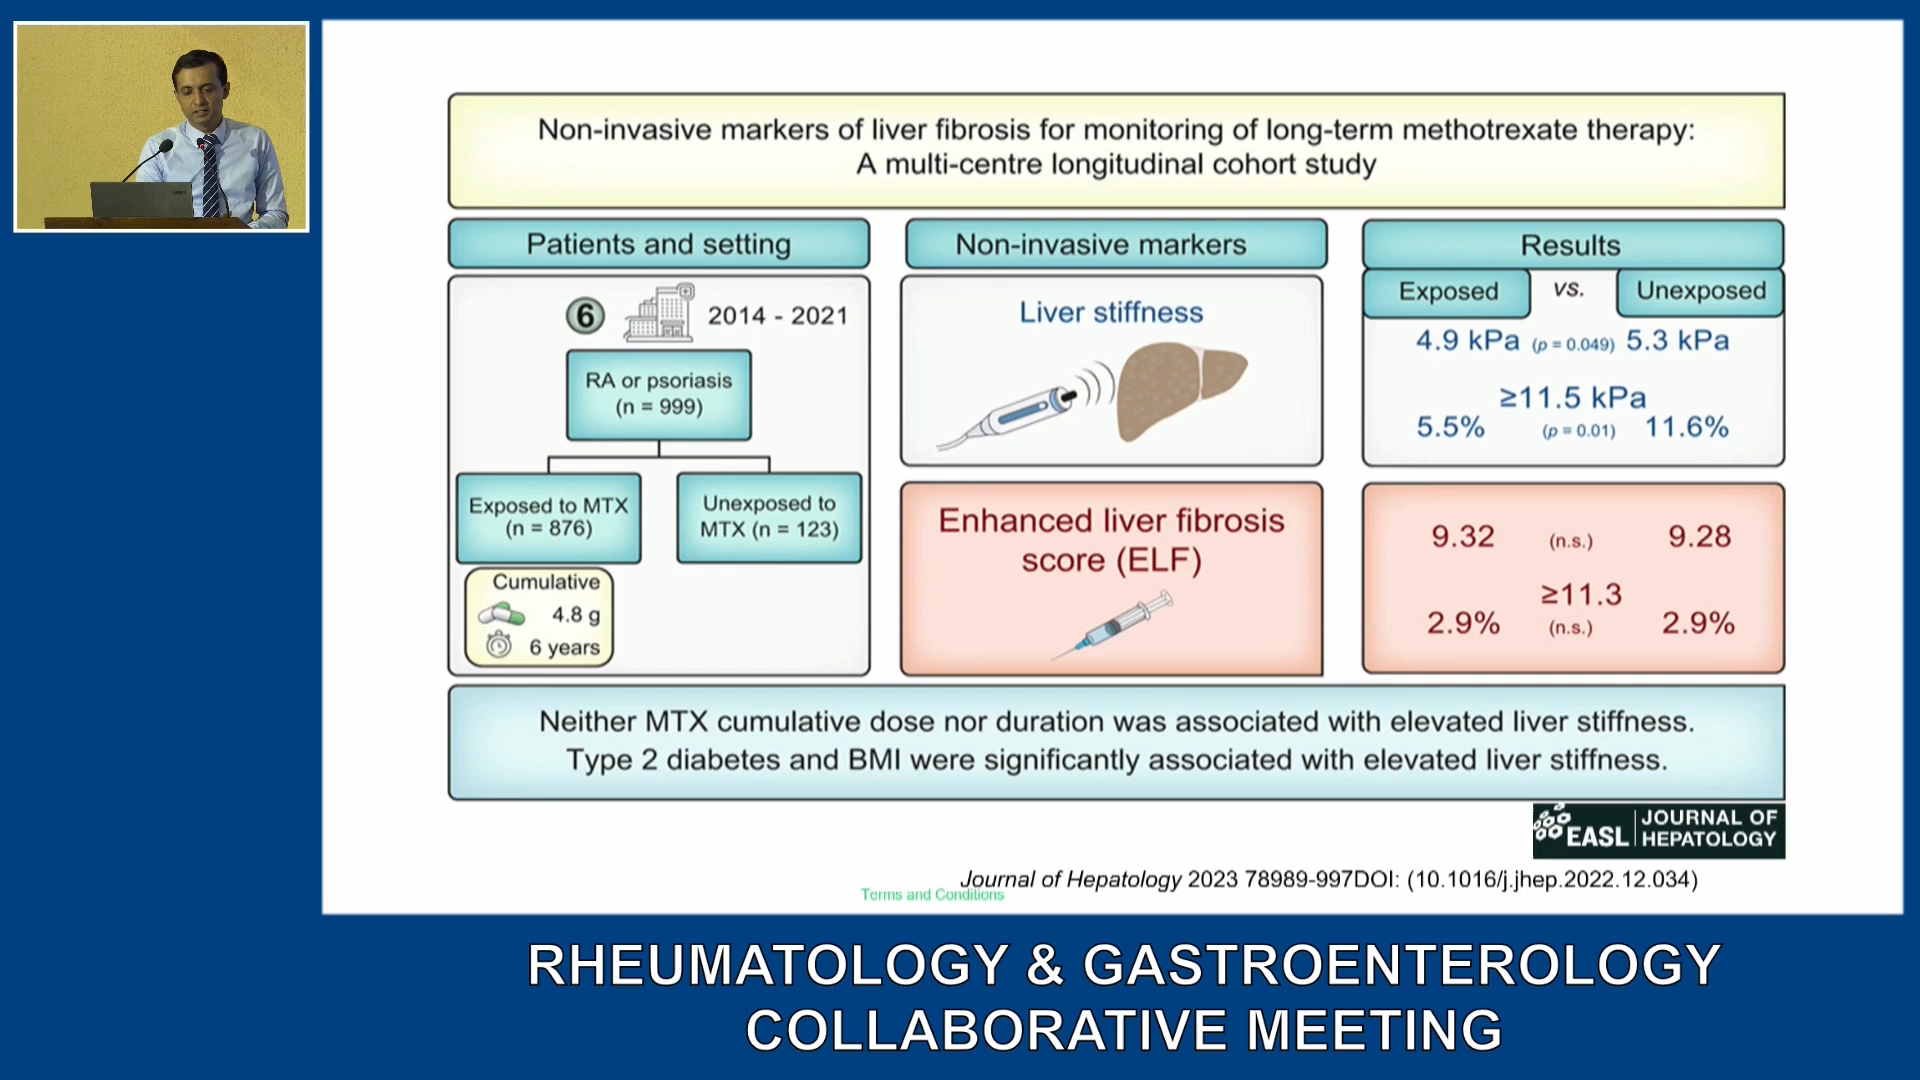 Non-invasive markers of liver fibrosis for monitoring of long-term methotrexate therapy:
A multi-centre longitudinal cohort study
Patients and setting
6
2014 - 2021
RA or psoriasis
(n = 999)
Exposed to MTX
(n = 876)
Unexposed to
MTX (n = 123)
Cumulative
4.8 g
6 years
Non-invasive markers
Liver stiffness
Enhanced liver fibrosis
score (ELF)
Results
Exposed vs. Unexposed
4.9 kPa (p = 0.049) 5.3 kPa
≥11.5 kPa
5.5% (p = 0.01) 11.6%
9.32 (n.s.) 9.28
≥11.3
2.9% (n.s.) 2.9%
Neither MTX cumulative dose nor duration was associated with elevated liver stiffness.
Type 2 diabetes and BMI were significantly associated with elevated liver stiffness.
EASL
JOURNAL OF
HEPATOLOGY
Journal of Hepatology 2023 78989-997DOI: (10.1016/j.jhep.2022.12.034)
Terms and Conditions
RHEUMATOLOGY & GASTROENTEROLOGY
COLLABORATIVE MEETING